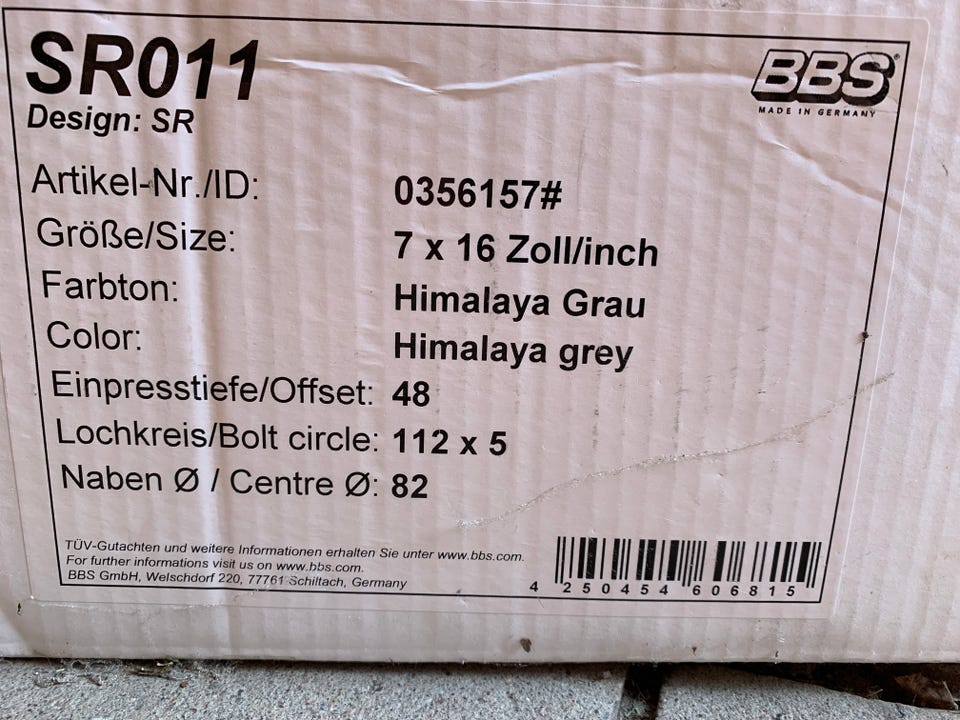 SR011
BBS
MADE IN GERMANY
Design: SR
Artikel-Nr./ID: 0356157#
Größe/Size: 7 x 16 Zoll/inch
Farbton: Himalaya Grau
Color: Himalaya grey
Einpresstiefe/Offset: 48
Lochkreis/Bolt circle: 112 x 5
Naben Ø / Centre Ø: 82
TÜV-Gutachten und weitere Informationen erhalten Sie unter www.bbs.com.
For further informations visit us on www.bbs.com.
BBS GmbH, Welschdorf 220, 77761 Schiltach, Germany
4 250454 606815